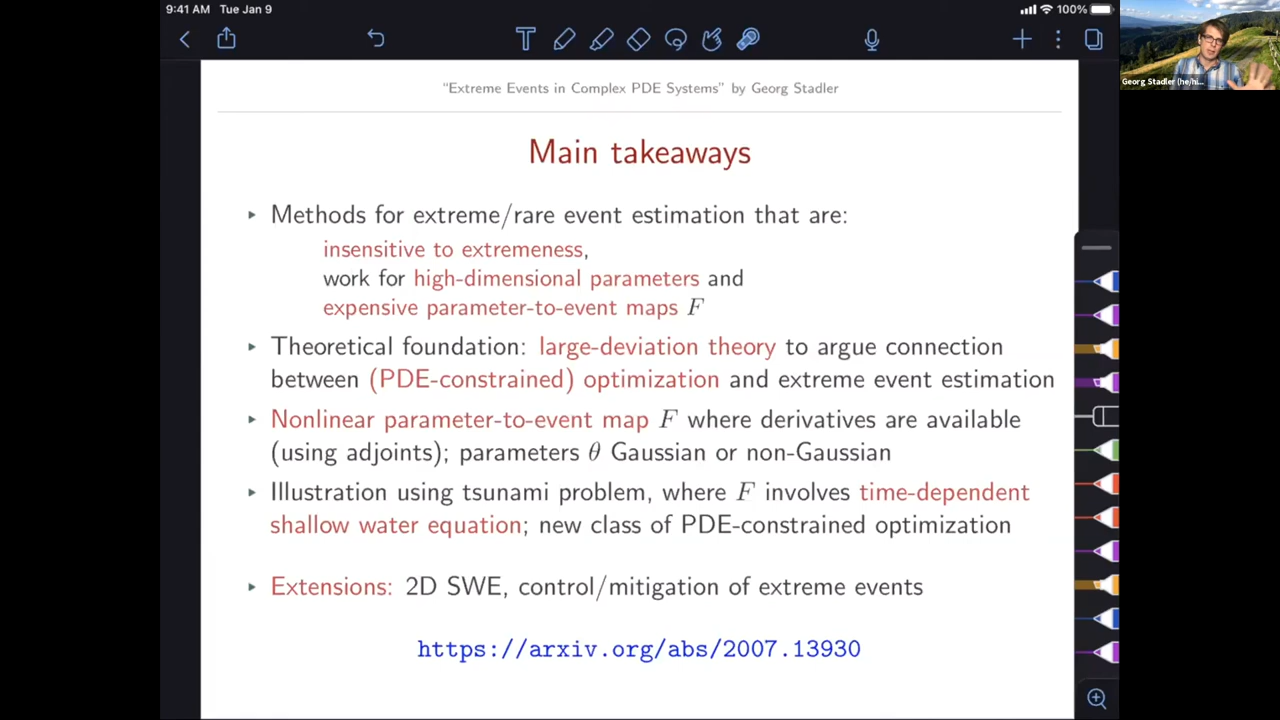 9:41 AM Tue Jan 9
100%
Georg Stadler (he/hi...
"Extreme Events in Complex PDE Systems" by Georg Stadler
Main takeaways
Methods for extreme/rare event estimation that are:
insensitive to extremeness,
work for high-dimensional parameters and
expensive parameter-to-event maps F
Theoretical foundation: large-deviation theory to argue connection
between (PDE-constrained) optimization and extreme event estimation
Nonlinear parameter-to-event map F where derivatives are available
(using adjoints); parameters θ Gaussian or non-Gaussian
Illustration using tsunami problem, where F involves time-dependent
shallow water equation; new class of PDE-constrained optimization
Extensions: 2D SWE, control/mitigation of extreme events
https://arxiv.org/abs/2007.13930